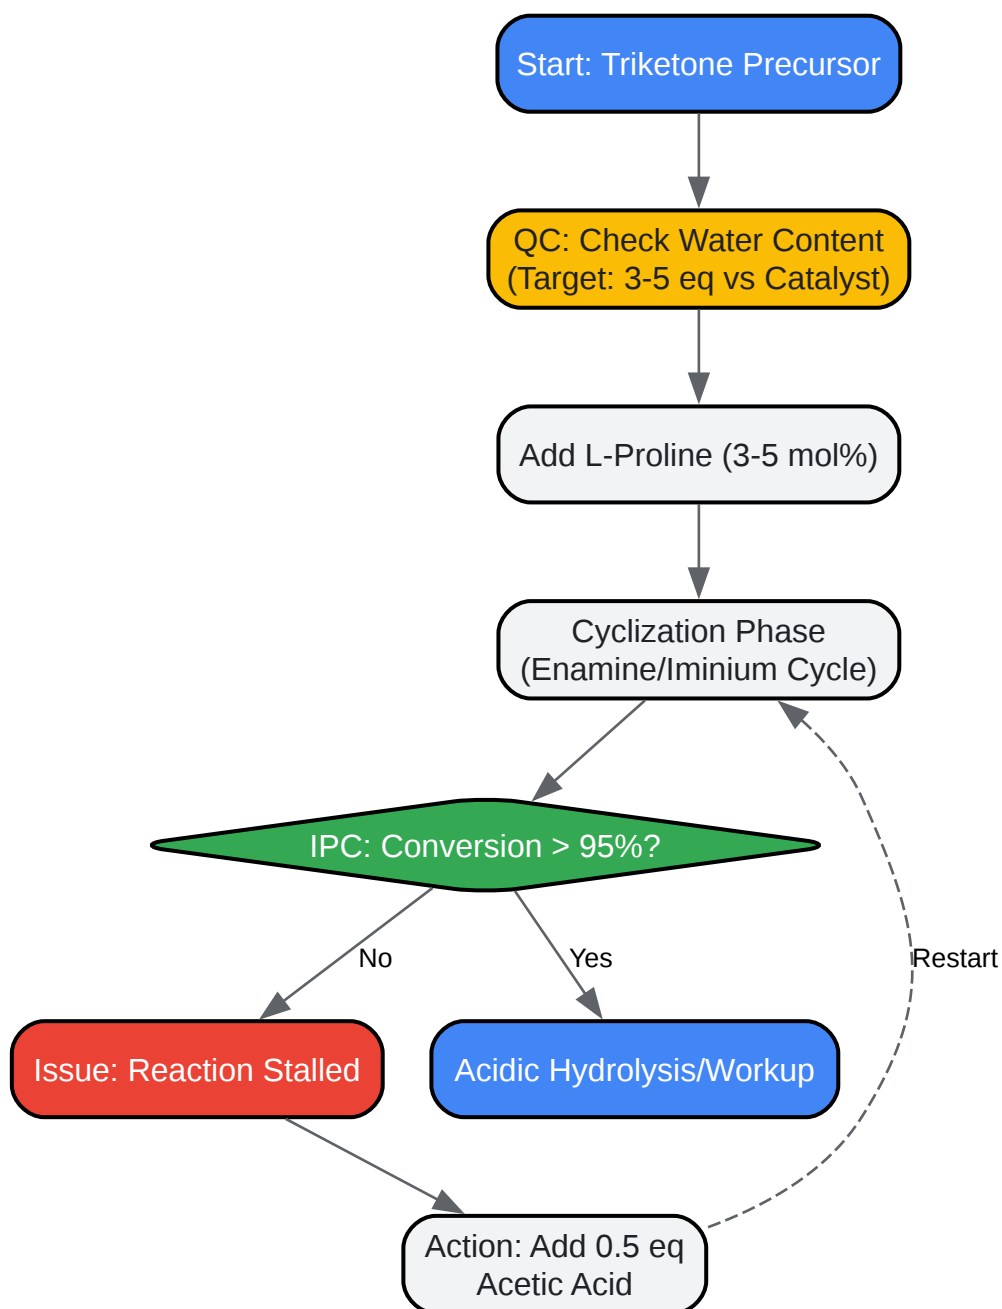 Start: Triketone Precursor
QC: Check Water Content
(Target: 3-5 eq vs Catalyst)
Add L-Proline (3-5 mol%)
Cyclization Phase
(Enamine/Iminium Cycle)
IPC: Conversion > 95%?
No
Yes
Restart
Issue: Reaction Stalled
Acidic Hydrolysis/Workup
Action: Add 0.5 eq
Acetic Acid